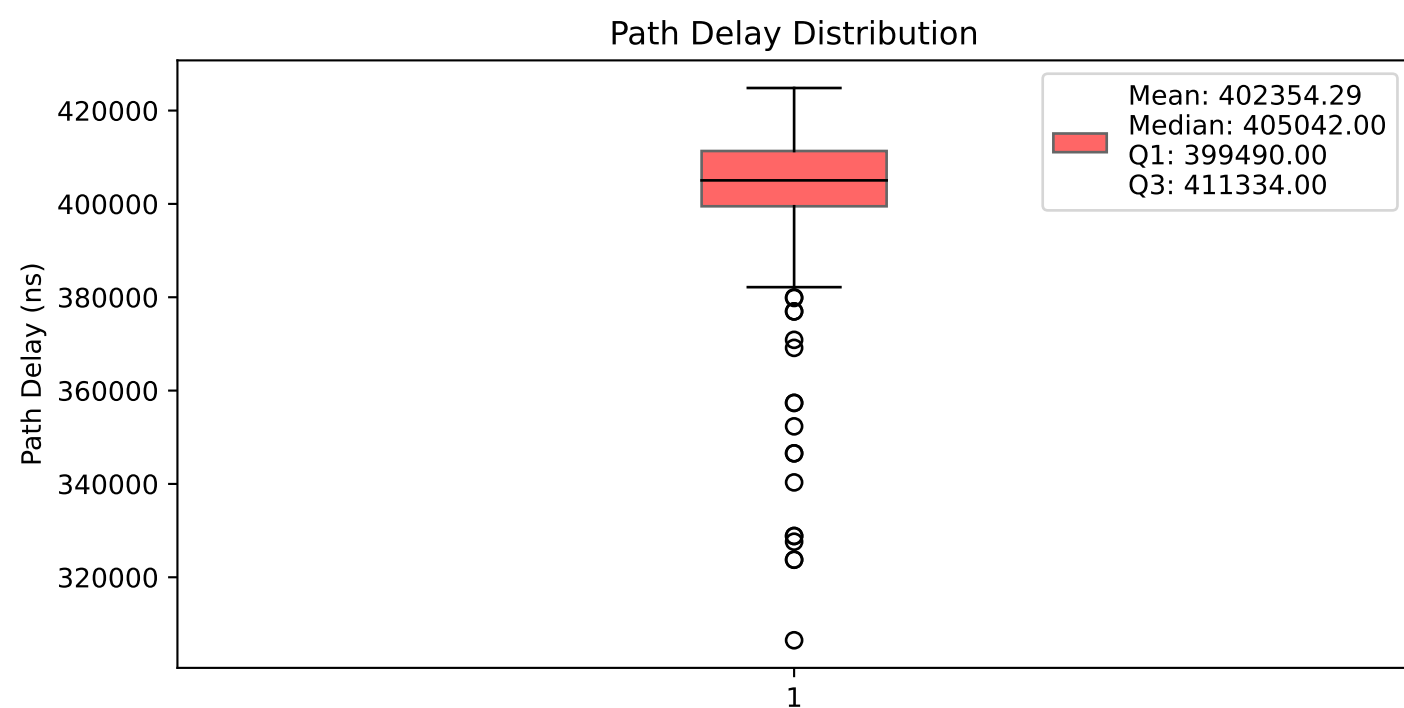 Path Delay Distribution
Mean: 402354.29
Median: 405042.00
Q1: 399490.00
Q3: 411334.00
420000
400000
380000
360000
340000
320000
Path Delay (ns)
1